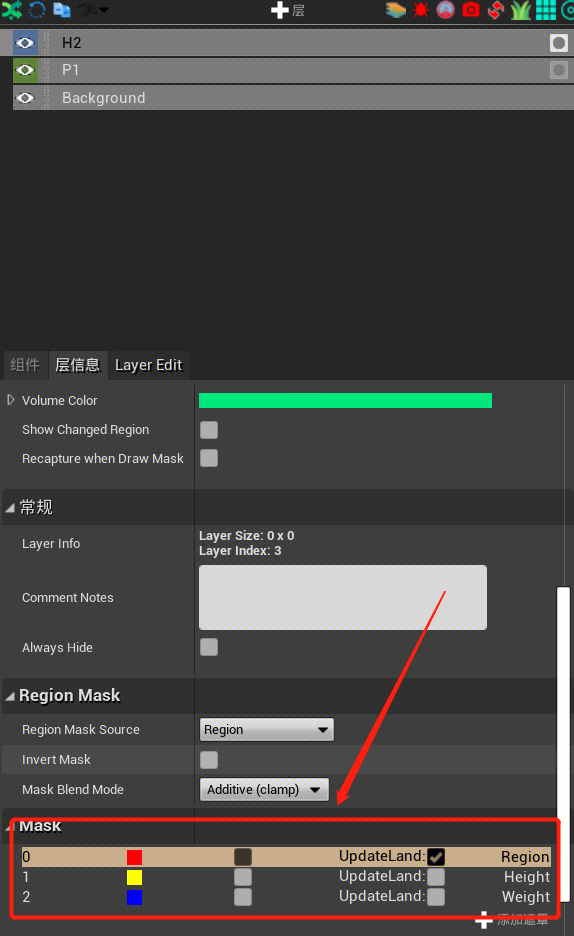 层
H2
P1
Background
组件 层信息 Layer Edit
Volume Color
Show Changed Region
Recapture when Draw Mask
常规
Layer Info
Layer Size: 0 x 0
Layer Index: 3
Comment Notes
Always Hide
Region Mask
Region Mask Source Region
Invert Mask
Mask Blend Mode Additive (clamp)
Mask
0 UpdateLand: Region
1 UpdateLand: Height
2 UpdateLand: Weight
添加遮罩